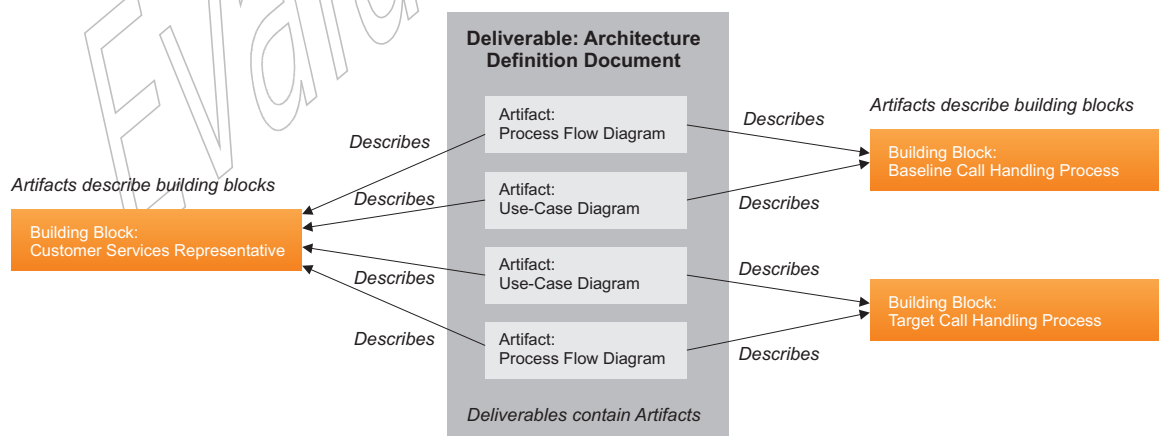 Deliverable: Architecture
Definition Document
Artifact:
Process Flow Diagram
Artifact:
Use-Case Diagram
Artifact:
Use-Case Diagram
Artifact:
Process Flow Diagram
Deliverables contain Artifacts
Describes
Describes
Describes
Describes
Artifacts describe building blocks
Building Block:
Customer Services Representative
Artifacts describe building blocks
Describes
Building Block:
Baseline Call Handling Process
Describes
Describes
Building Block:
Target Call Handling Process
Describes